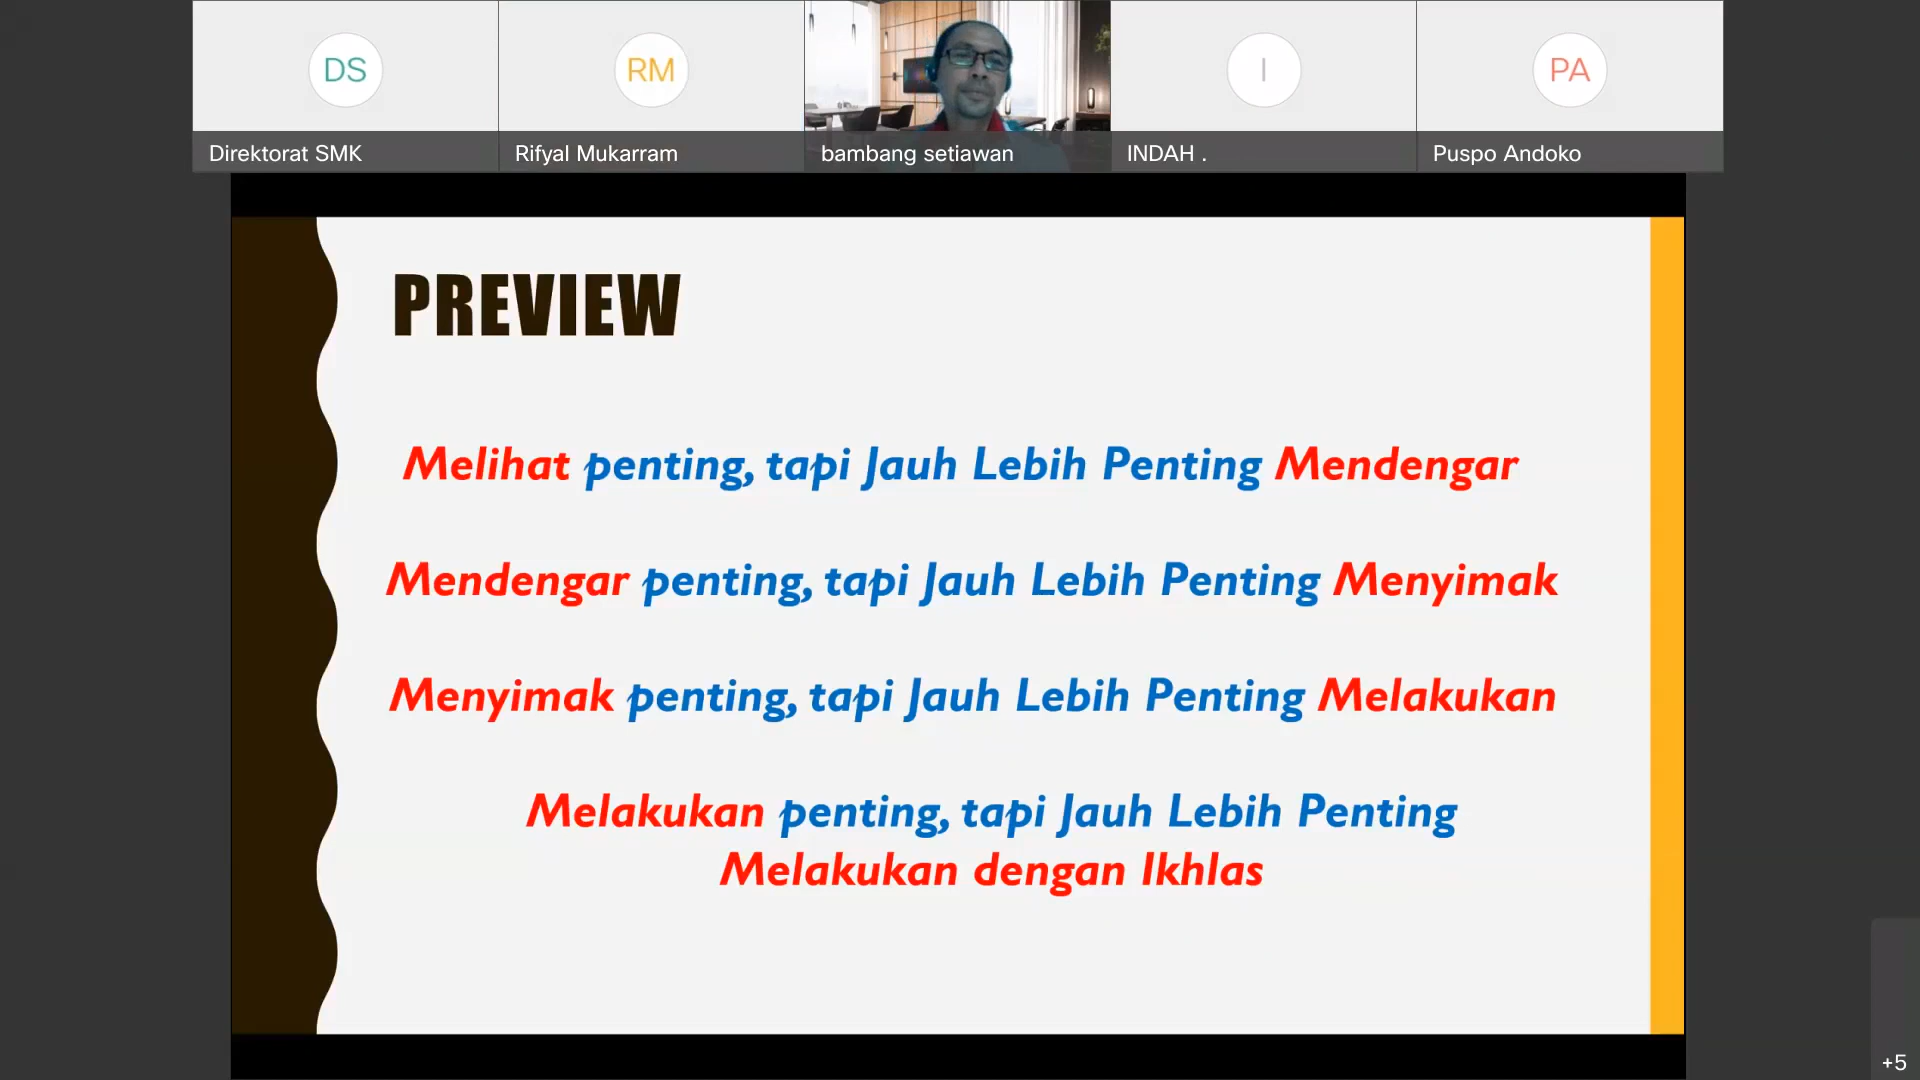 DS
RM
I
PA
Direktorat SMK
Rifyal Mukarram
bambang setiawan
INDAH .
Puspo Andoko
PREVIEW
Melihat penting, tapi Jauh Lebih Penting Mendengar
Mendengar penting, tapi Jauh Lebih Penting Menyimak
Menyimak penting, tapi Jauh Lebih Penting Melakukan
Melakukan penting, tapi Jauh Lebih Penting
Melakukan dengan Ikhlas
+5